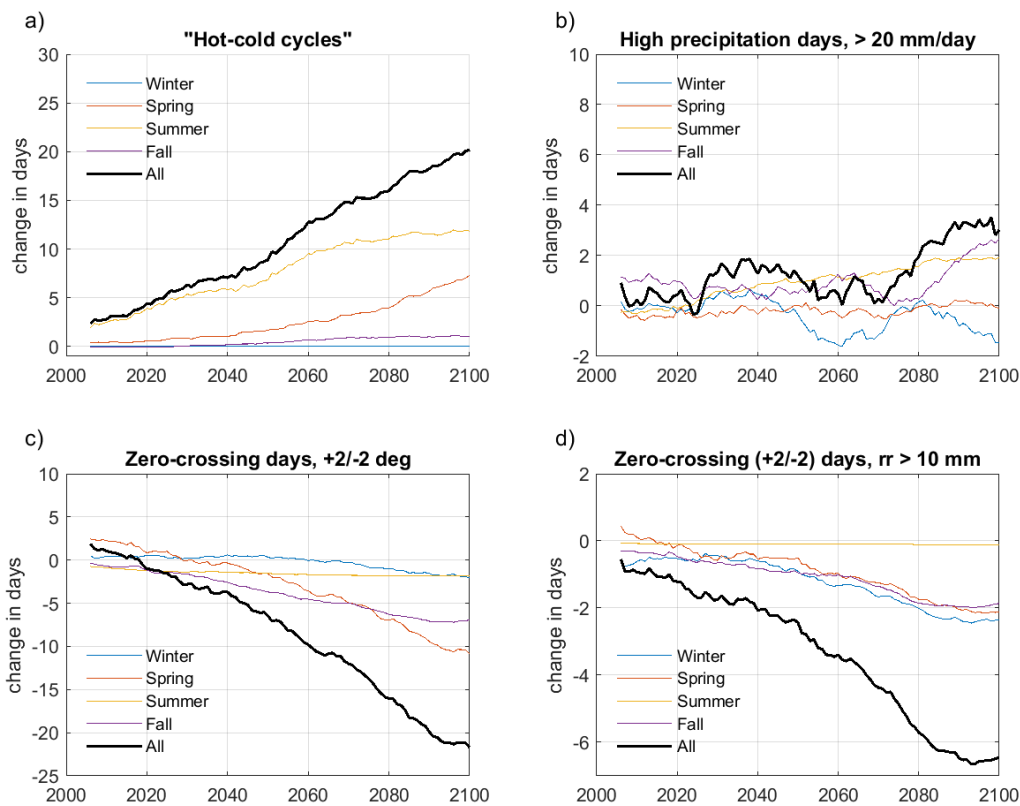 a)
"Hot-cold cycles"
30
25
20
15
10
5
0
change in days
Winter
Spring
Summer
Fall
All
2000
2020
2040
2060
2080
2100
b)
High precipitation days, > 20 mm/day
10
8
6
4
2
0
-2
change in days
Winter
Spring
Summer
Fall
All
2000
2020
2040
2060
2080
2100
c)
Zero-crossing days, +2/-2 deg
10
5
0
-5
-10
-15
-20
-25
change in days
Winter
Spring
Summer
Fall
All
2000
2020
2040
2060
2080
2100
d)
Zero-crossing (+2/-2) days, rr > 10 mm
2
0
-2
-4
-6
change in days
Winter
Spring
Summer
Fall
All
2000
2020
2040
2060
2080
2100